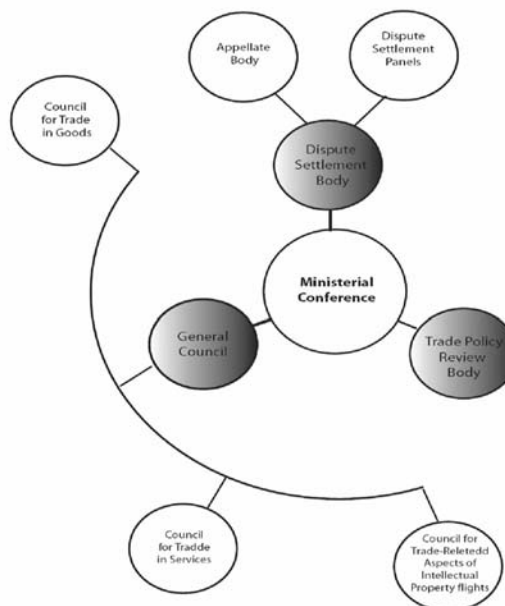 Appellate
Body
Dispute
Settlement
Panels
Council
for Trade
in Goods
Dispute
Settlement
Body
Ministerial
Conference
General
Council
Trade Policy
Review
Body
Council
for Tradde
in Services
Council for
Trade-Reletedd
Aspects of
Intellectual
Property flights